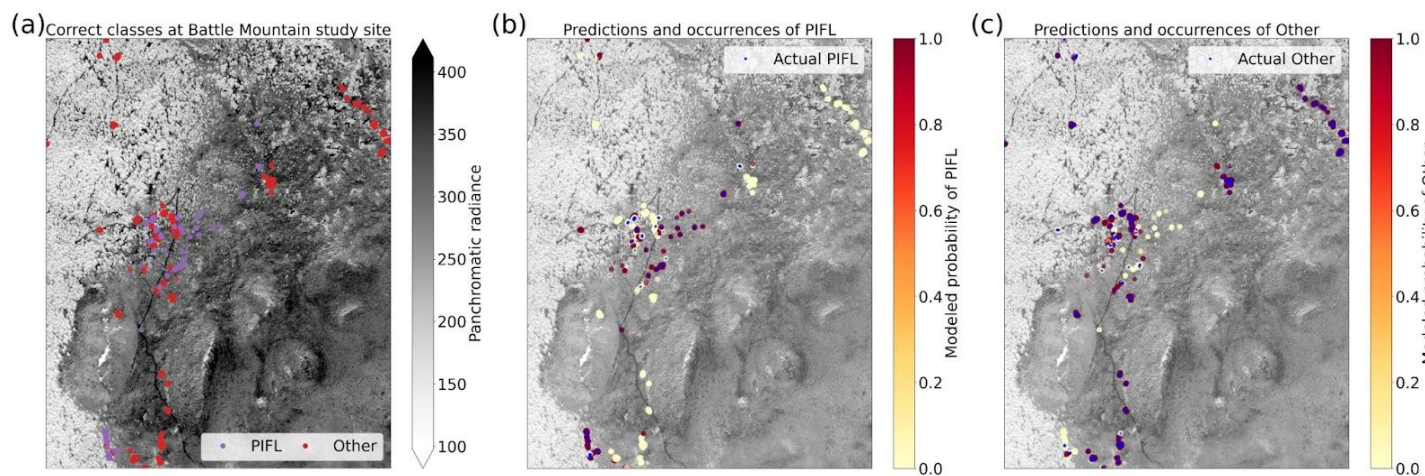 (a)
Correct classes at Battle Mountain study site
PIFL
Other
400
350
300
250
200
150
100
Panchromatic radiance
(b)
Predictions and occurrences of PIFL
Actual PIFL
1.0
0.8
0.6
0.4
0.2
0.0
Modeled probability of PIFL
(c)
Predictions and occurrences of Other
Actual Other
1.0
0.8
0.6
0.4
0.2
0.0